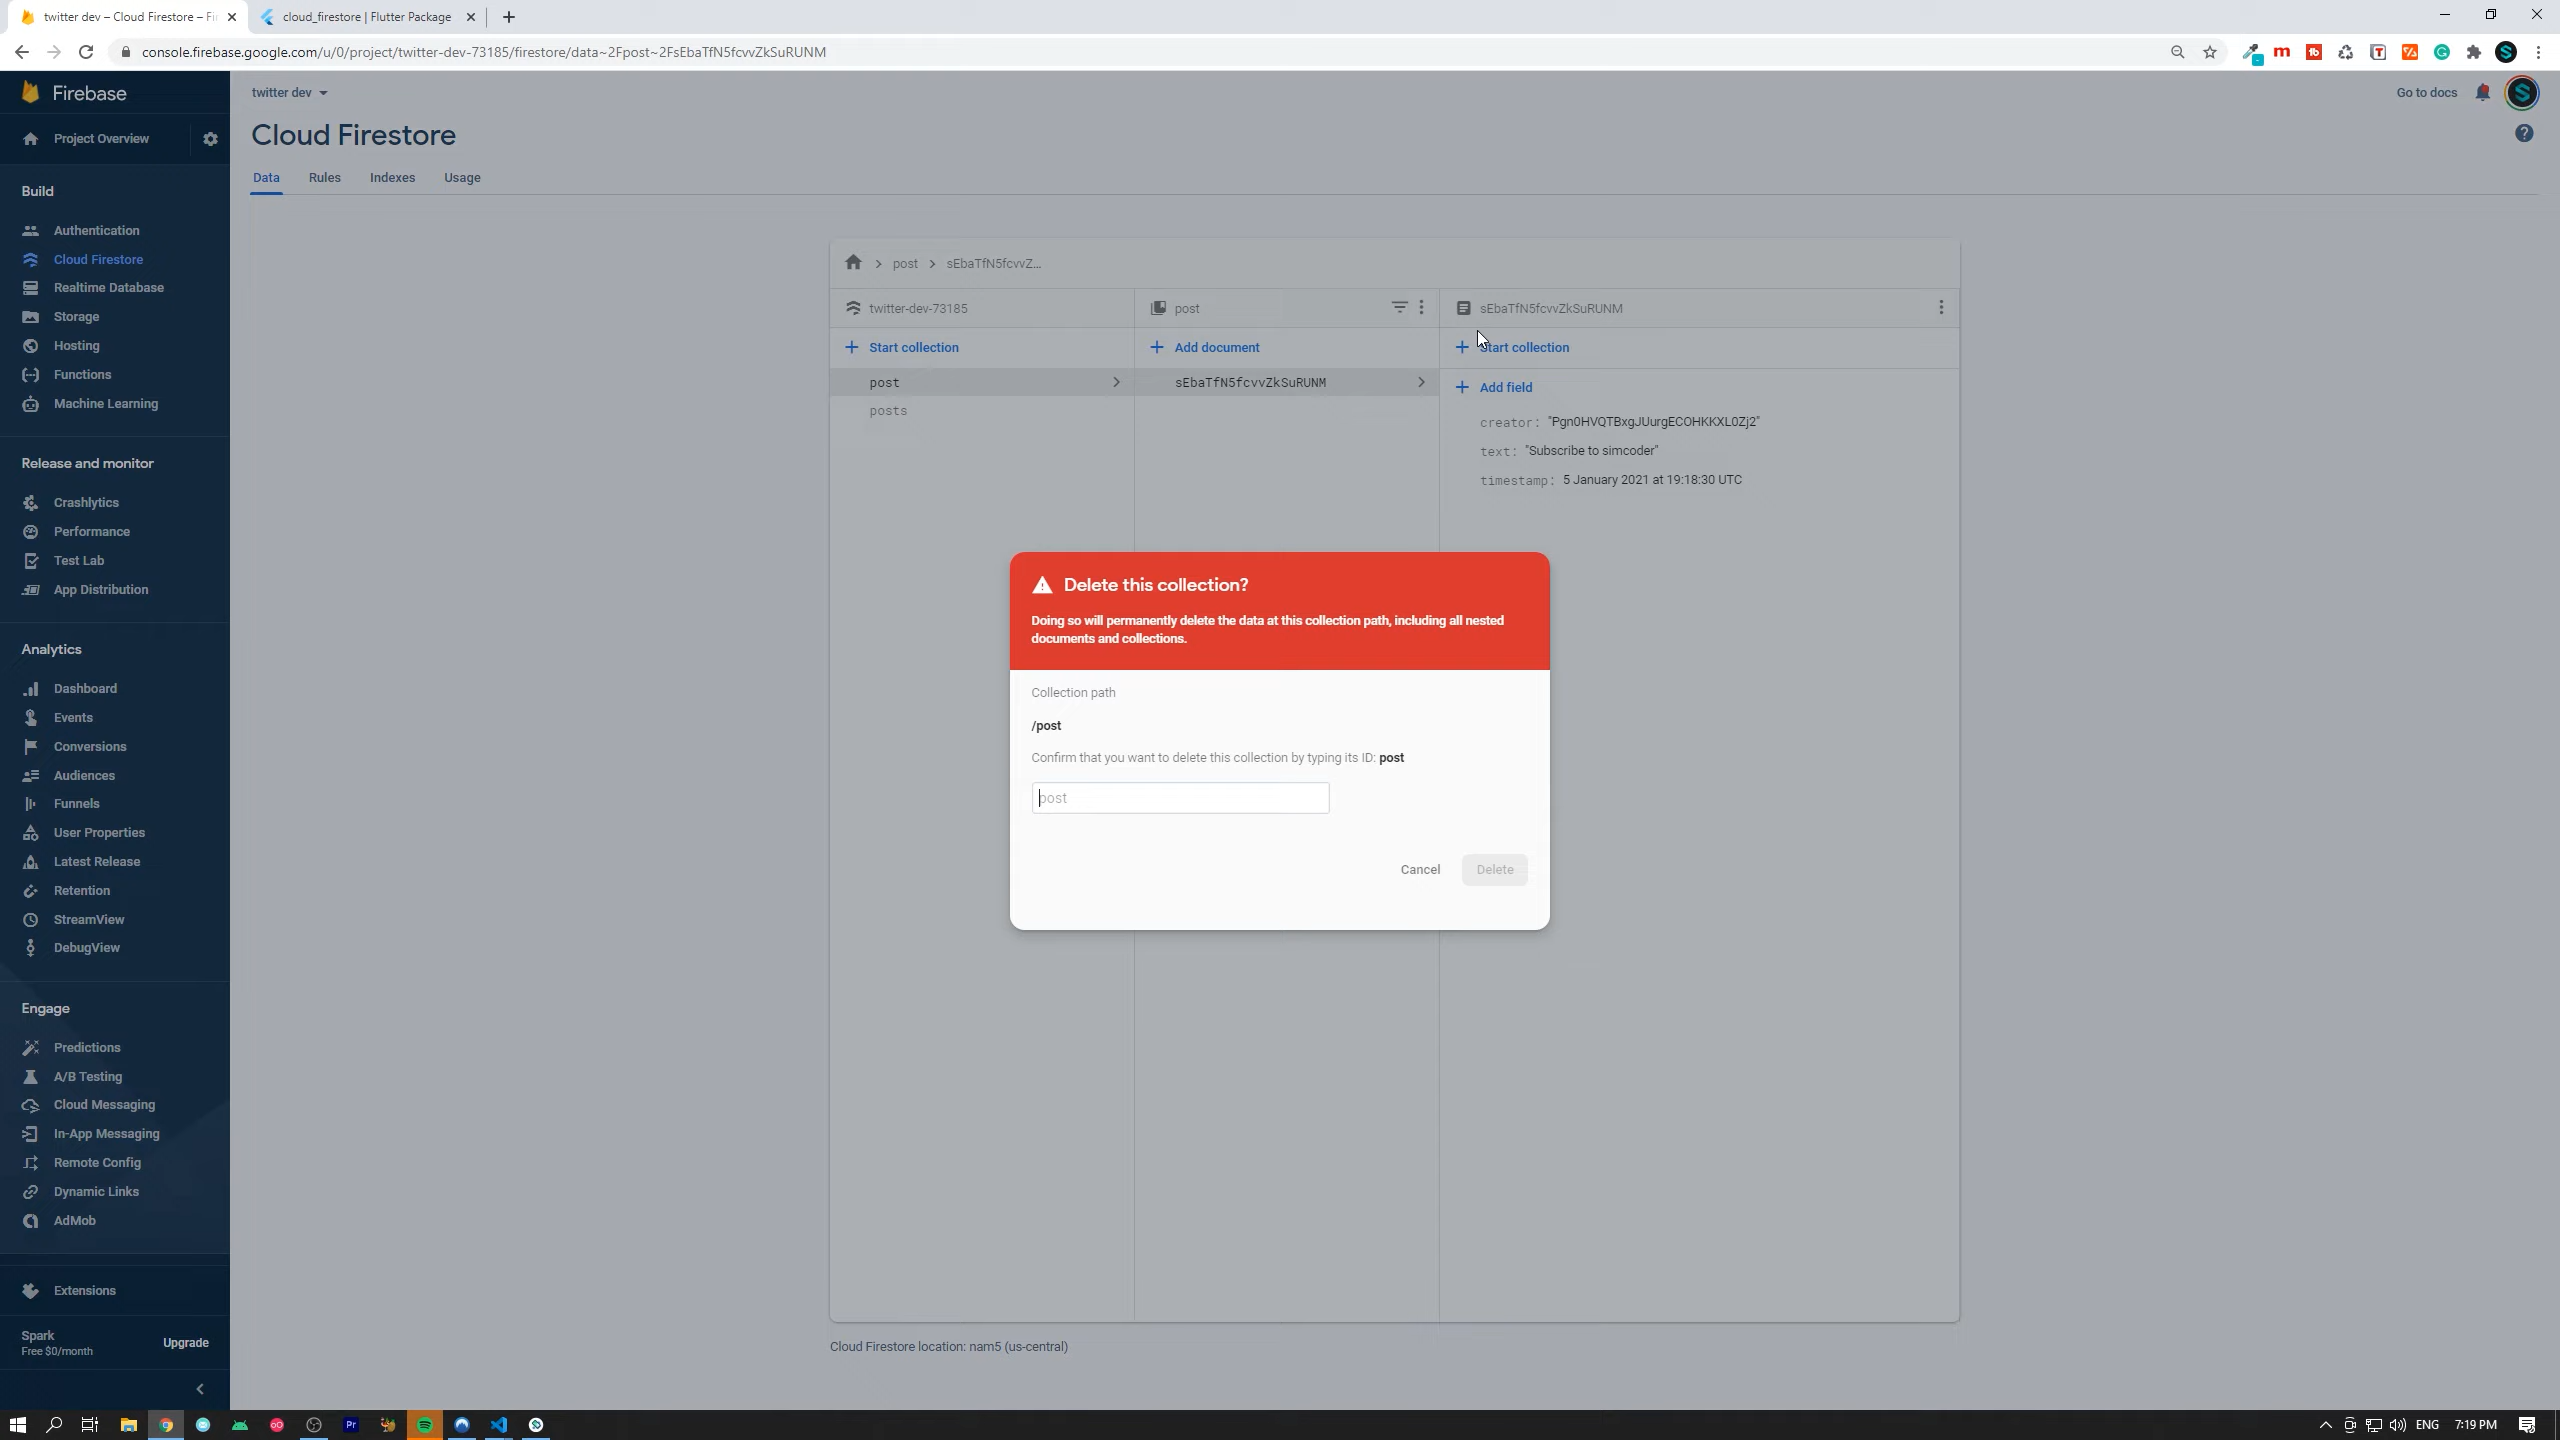 twitter dev – Cloud Firestore – Fi
cloud_firestore | Flutter Package
console.firebase.google.com/u/0/project/twitter-dev-73185/firestore/data~2Fpost~2FsEbaTfN5fcvvZkSuRUNM
Firebase
Project Overview
Build
Authentication
Cloud Firestore
Realtime Database
Storage
Hosting
Functions
Machine Learning
Release and monitor
Crashlytics
Performance
Test Lab
App Distribution
Analytics
Dashboard
Events
Conversions
Audiences
Funnels
User Properties
Latest Release
Retention
StreamView
DebugView
Engage
Predictions
A/B Testing
Cloud Messaging
In-App Messaging
Remote Config
Dynamic Links
AdMob
Extensions
Spark
Free $0/month
Upgrade
twitter dev
Go to docs
Cloud Firestore
Data
Rules
Indexes
Usage
post
sEbaTfN5fcvvZ...
twitter-dev-73185
Start collection
post
posts
post
Add document
sEbaTfN5fcvvZkSuRUNM
sEbaTfN5fcvvZkSuRUNM
Start collection
Add field
creator: "Pgn0HVQTBxgJUurgECOHKKXL0Zj2"
text: "Subscribe to simcoder"
timestamp: 5 January 2021 at 19:18:30 UTC
Delete this collection?
Doing so will permanently delete the data at this collection path, including all nested
documents and collections.
Collection path
/post
Confirm that you want to delete this collection by typing its ID: post
post
Cancel
Delete
Cloud Firestore location: nam5 (us-central)
ENG
7:19 PM